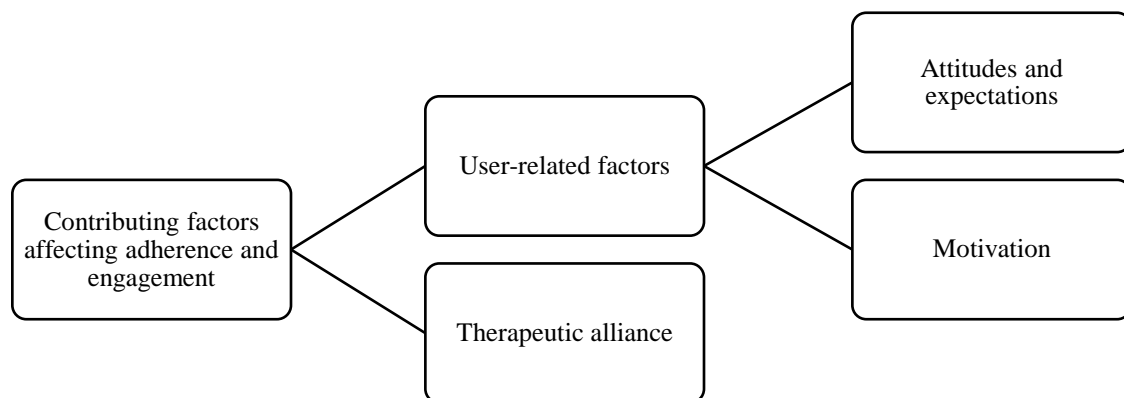 Contributing factors
affecting adherence and
engagement
User-related factors
Therapeutic alliance
Attitudes and
expectations
Motivation